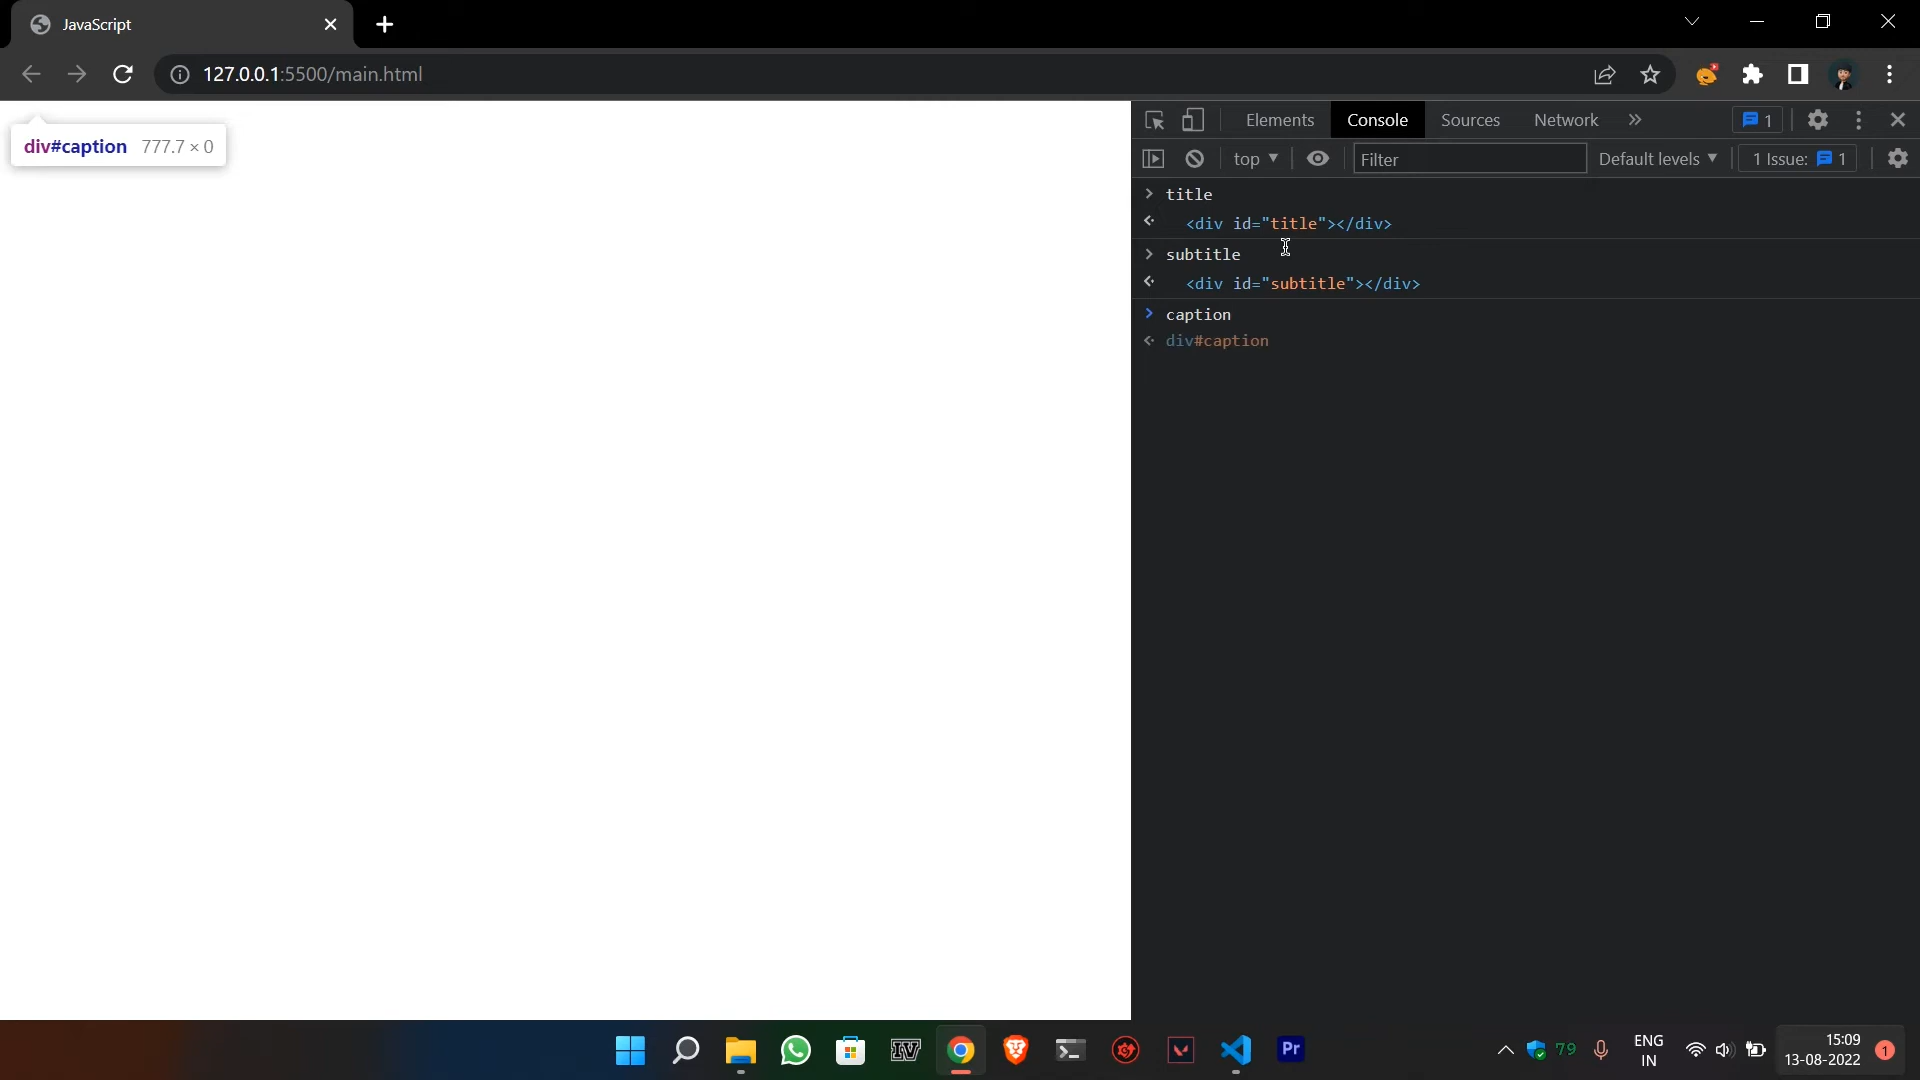 JavaScript
127.0.0.1:5500/main.html
div#caption 777.7 × 0
Elements Console Sources Network » 1
top Filter Default levels 1 Issue: 1
title
<div id="title"></div>
subtitle
<div id="subtitle"></div>
caption
div#caption
IV
Pr
79
ENG
IN
15:09
13-08-2022
1